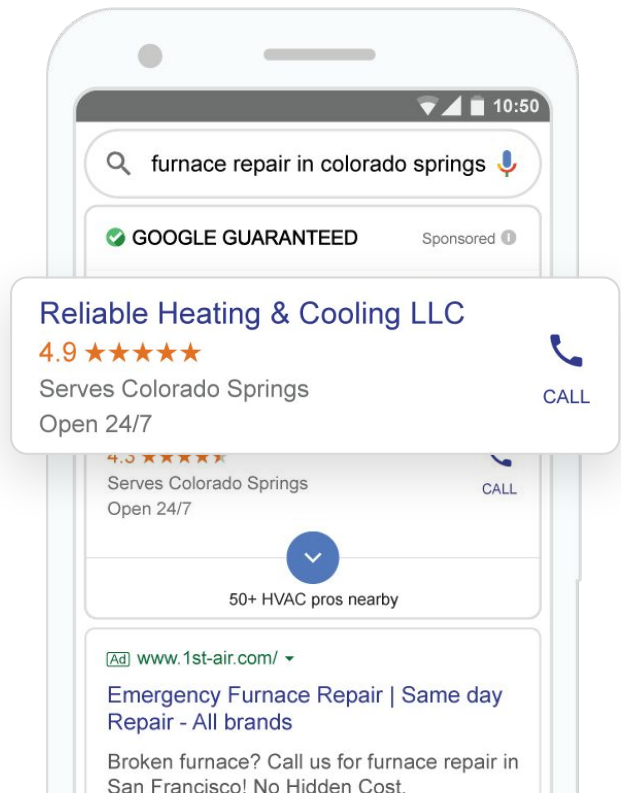 10:50
furnace repair in colorado springs
GOOGLE GUARANTEED
Sponsored
Reliable Heating & Cooling LLC
4.9 ★★★★★
Serves Colorado Springs
CALL
Open 24/7
4.3
Serves Colorado Springs
CALL
Open 24/7
50+ HVAC pros nearby
Ad www.1st-air.com/
Emergency Furnace Repair | Same day
Repair - All brands
Broken furnace? Call us for furnace repair in
San Francisco! No Hidden Cost.